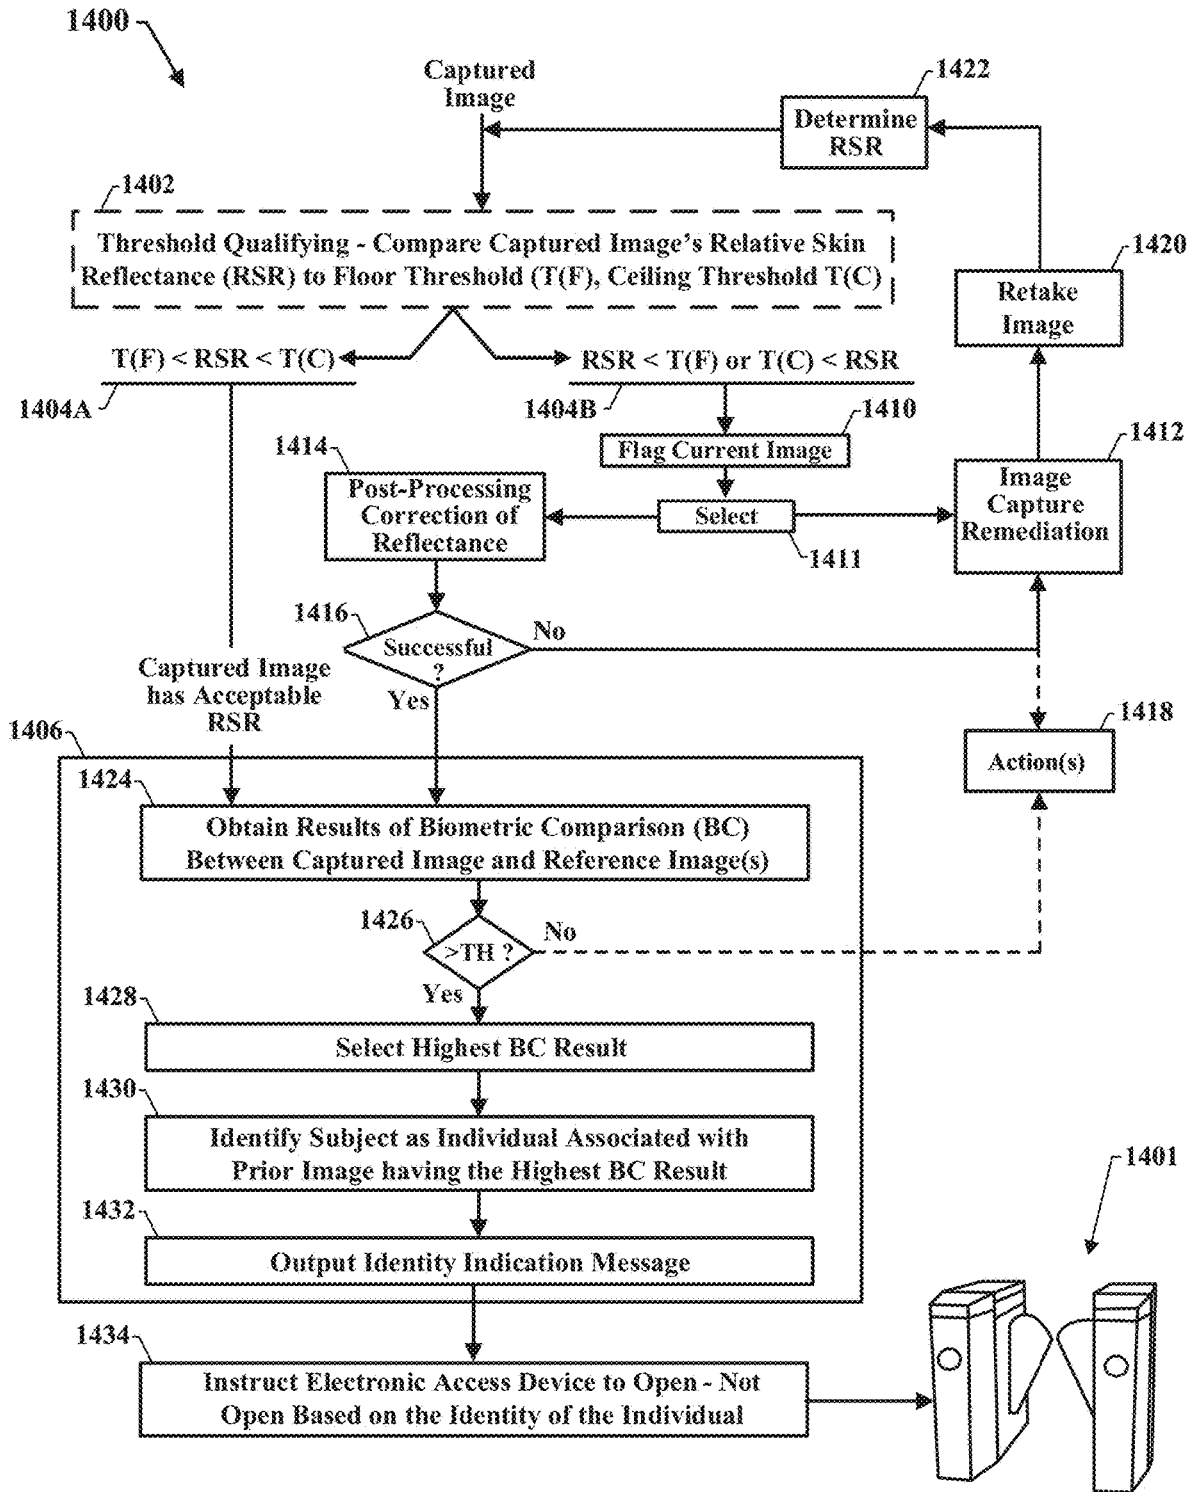 1400
Captured
Image
1422
Determine
RSR
1402
Threshold Qualifying - Compare Captured Image's Relative Skin
Reflectance (RSR) to Floor Threshold (T(F), Ceiling Threshold T(C)
1420
Retake
Image
T(F) < RSR < T(C)
RSR < T(F) or T(C) < RSR
1404A
1404B
1410
Flag Current Image
1412
Image
Capture
Remediation
1414
Post-Processing
Correction of
Reflectance
Select
1411
1416
Successful
?
No
Yes
Captured Image
has Acceptable
RSR
1406
1418
Action(s)
1424
Obtain Results of Biometric Comparison (BC)
Between Captured Image and Reference Image(s)
1426
>TH ?
No
Yes
1428
Select Highest BC Result
1430
Identify Subject as Individual Associated with
Prior Image having the Highest BC Result
1432
Output Identity Indication Message
1401
1434
Instruct Electronic Access Device to Open - Not
Open Based on the Identity of the Individual